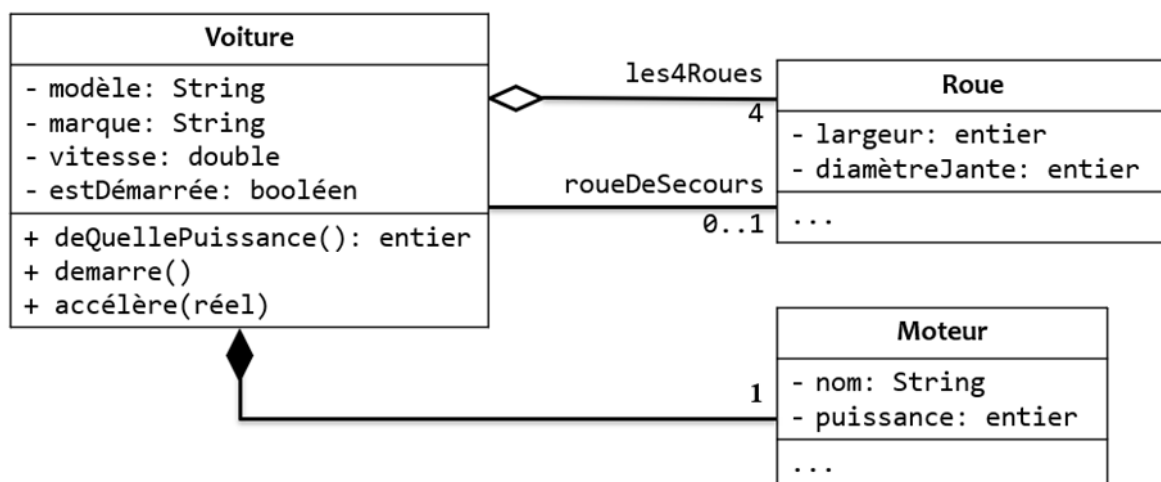 Voiture
- modèle: String
- marque: String
- vitesse: double
- estDémarrée: booléen
+ deQuellePuissance(): entier
+ demarre()
+ accélère(réel)
les4Roues
4
roueDeSecours
0..1
Roue
- largeur: entier
- diamètreJante: entier
...
1
Moteur
- nom: String
- puissance: entier
...